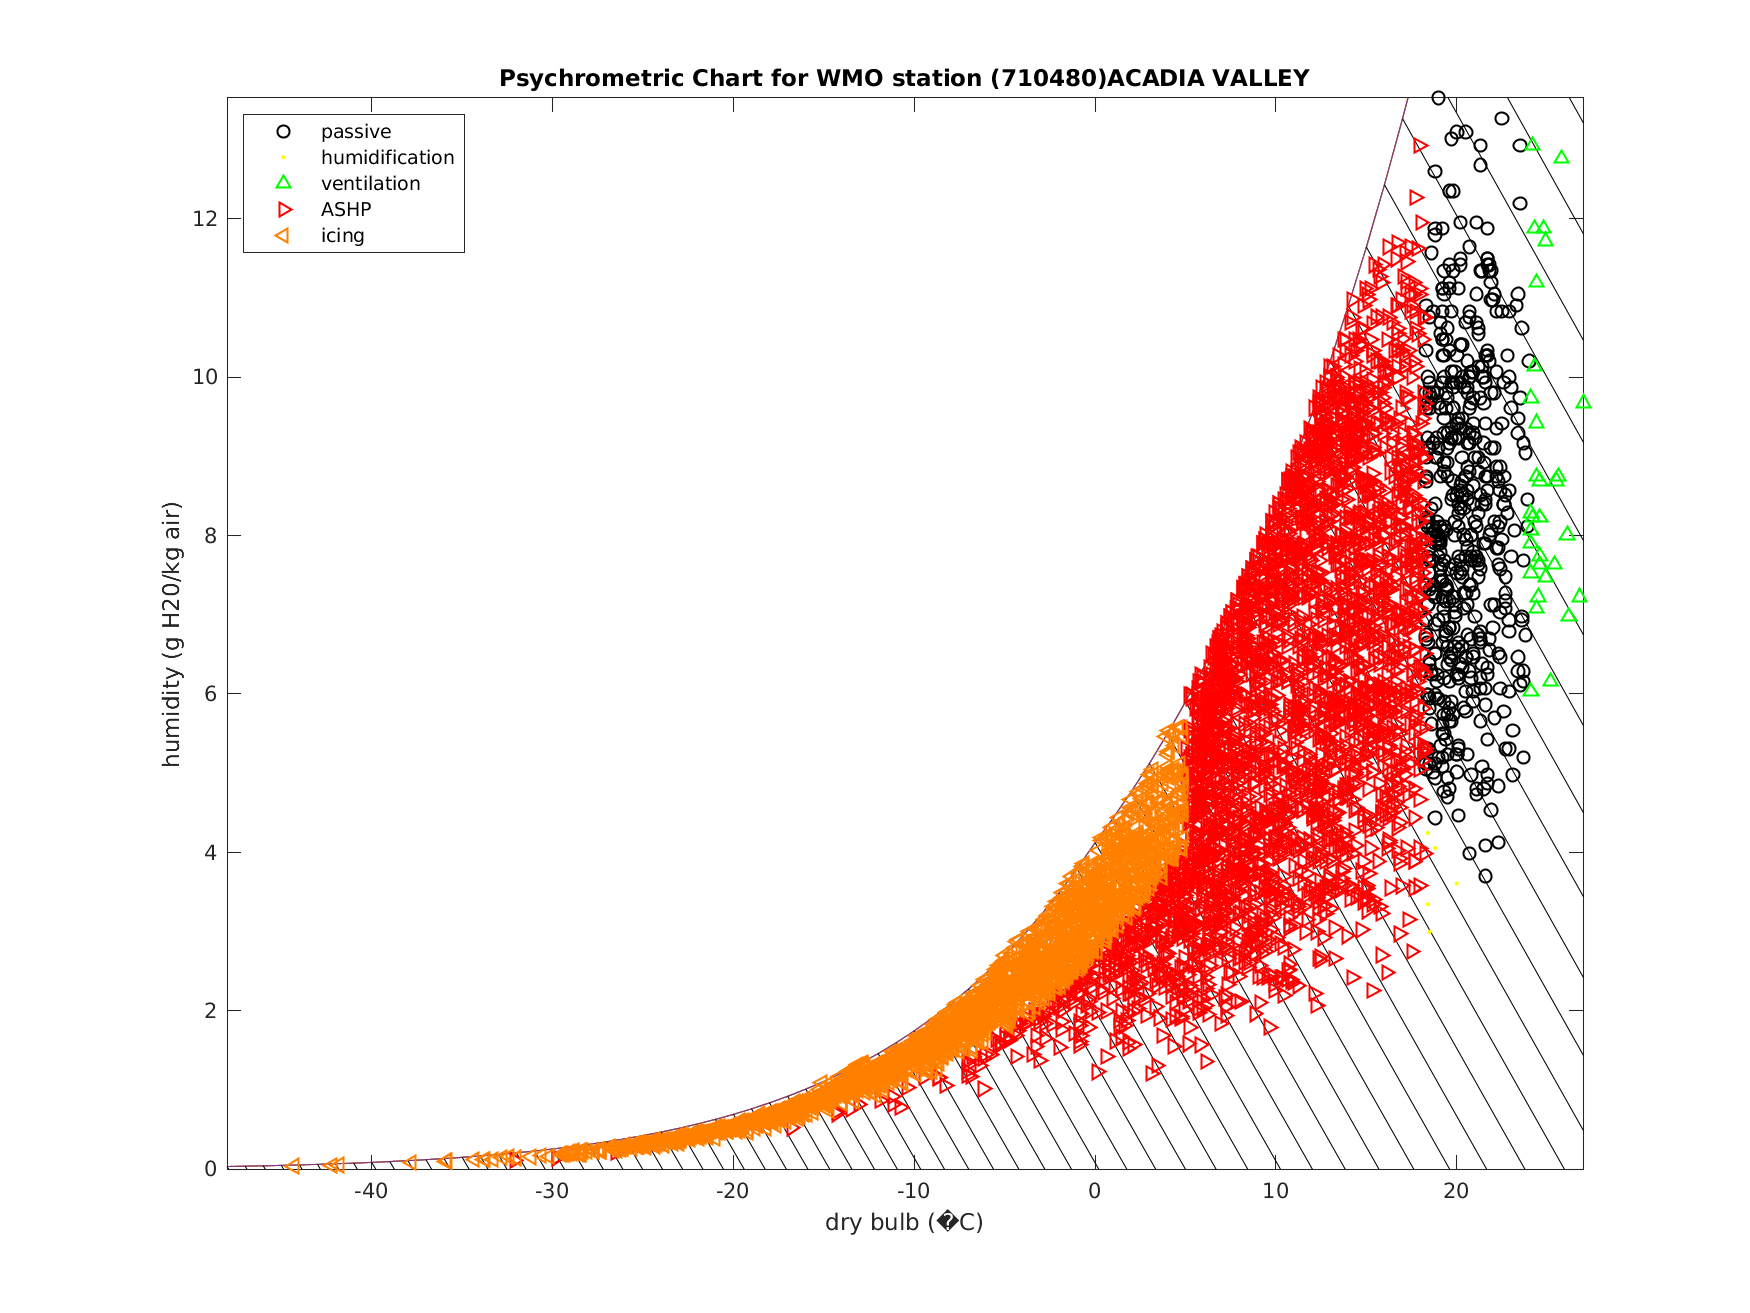 Psychrometric Chart for WMO station (710480)ACADIA VALLEY
passive
humidification
ventilation
ASHP
icing
humidity (g H20/kg air)
12
10
8
6
4
2
0
-40 -30 -20 -10 0 10 20
dry bulb (�C)